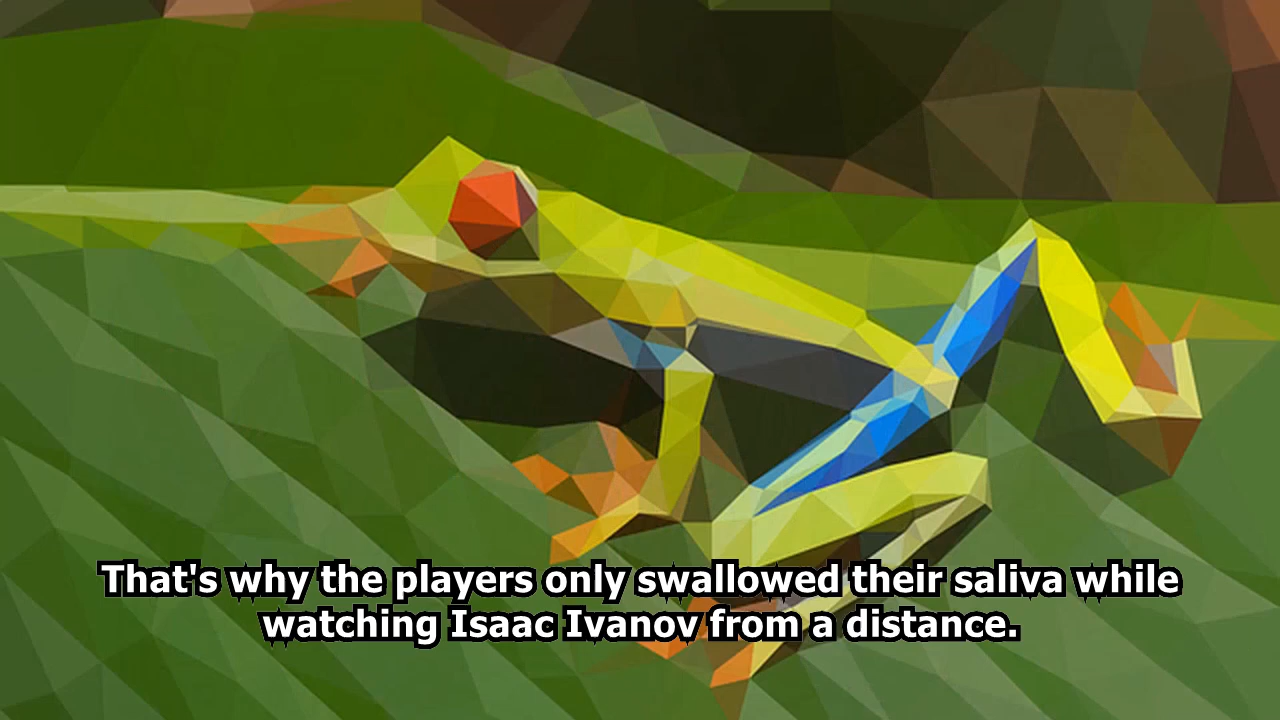 That's why the players only swallowed their saliva while
watching Isaac Ivanov from a distance.